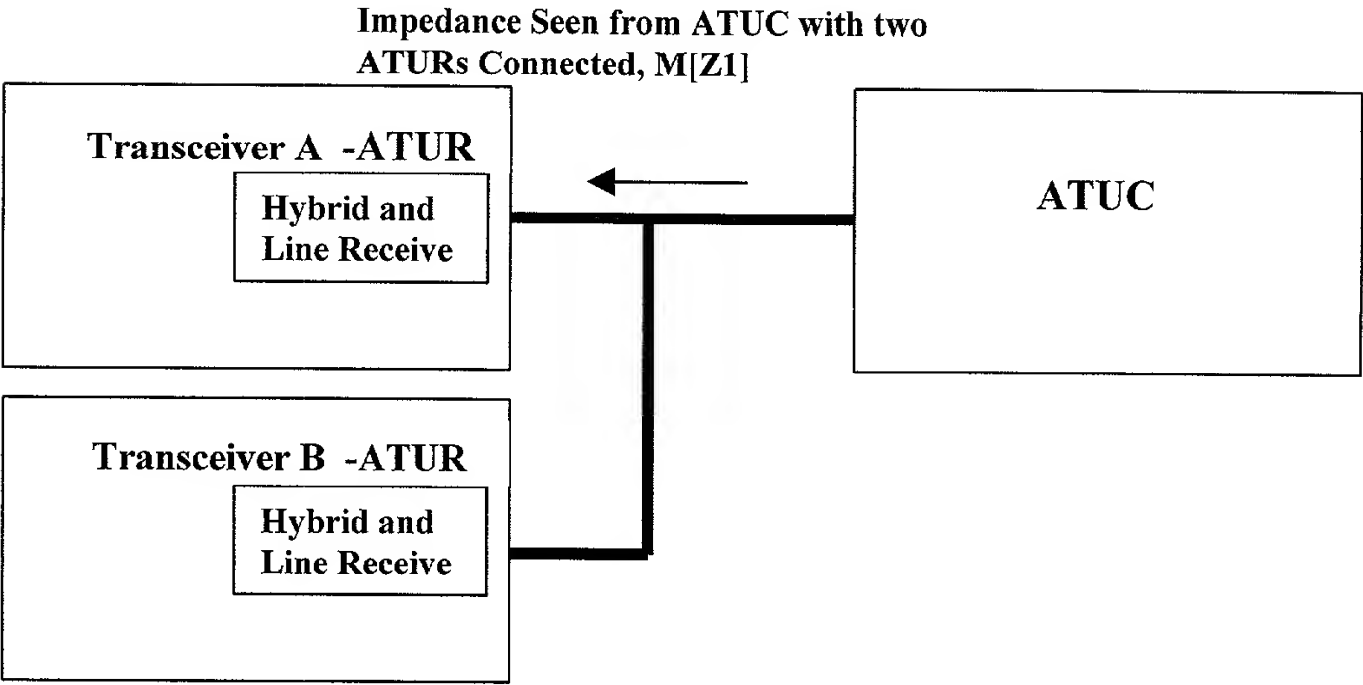 Impedance Seen from ATUC with two
ATURs Connected, M[Z1]
Transceiver A -ATUR
Hybrid and
Line Receive
ATUC
Transceiver B -ATUR
Hybrid and
Line Receive